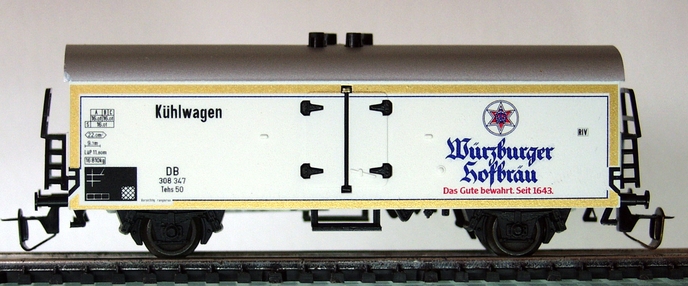 Kühlwagen
A B C
DB
308 347
Tehs 50
Würzburger
Hofbräu
Das Gute bewahrt. Seit 1643.
RIV